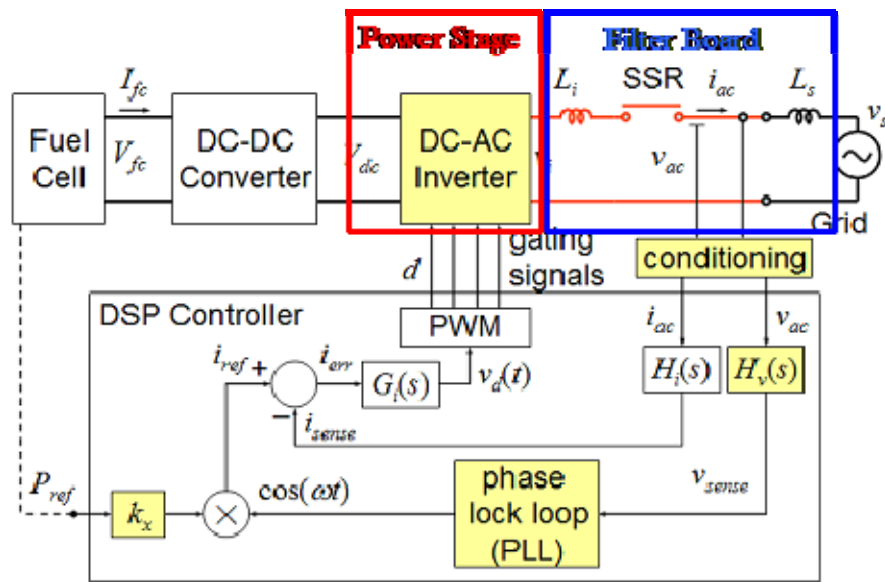 Power Stage
Filter Board
I_fc
L_i
SSR
i_ac
L_s
v_s
Fuel
Cell
V_fc
DC-DC
Converter
V_dc
DC-AC
Inverter
v_i
v_ac
Grid
d
gating
signals
conditioning
DSP Controller
PWM
i_ac
v_ac
i_ref +
i_err
G_i(s)
v_d(t)
H_i(s)
H_v(s)
−
i_sense
P_ref
k_x
×
cos(ωt)
phase
lock loop
(PLL)
v_sense